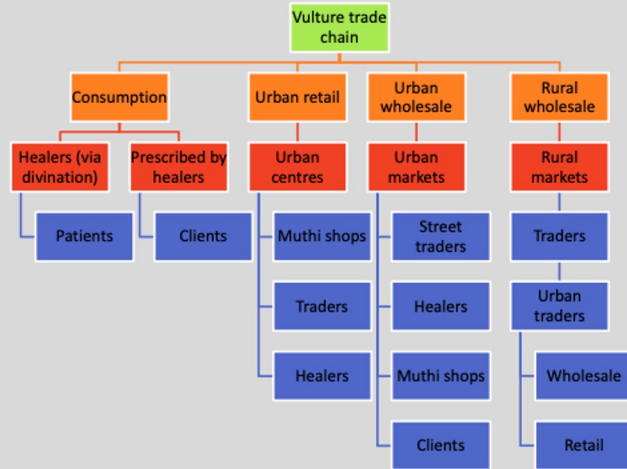 Vulture trade
chain
Consumption
Urban retail
Urban
wholesale
Rural
wholesale
Healers (via
divination)
Prescribed by
healers
Urban
centres
Urban
markets
Rural
markets
Patients
Clients
Muthi shops
Street
traders
Traders
Traders
Healers
Urban
traders
Healers
Muthi shops
Wholesale
Clients
Retail